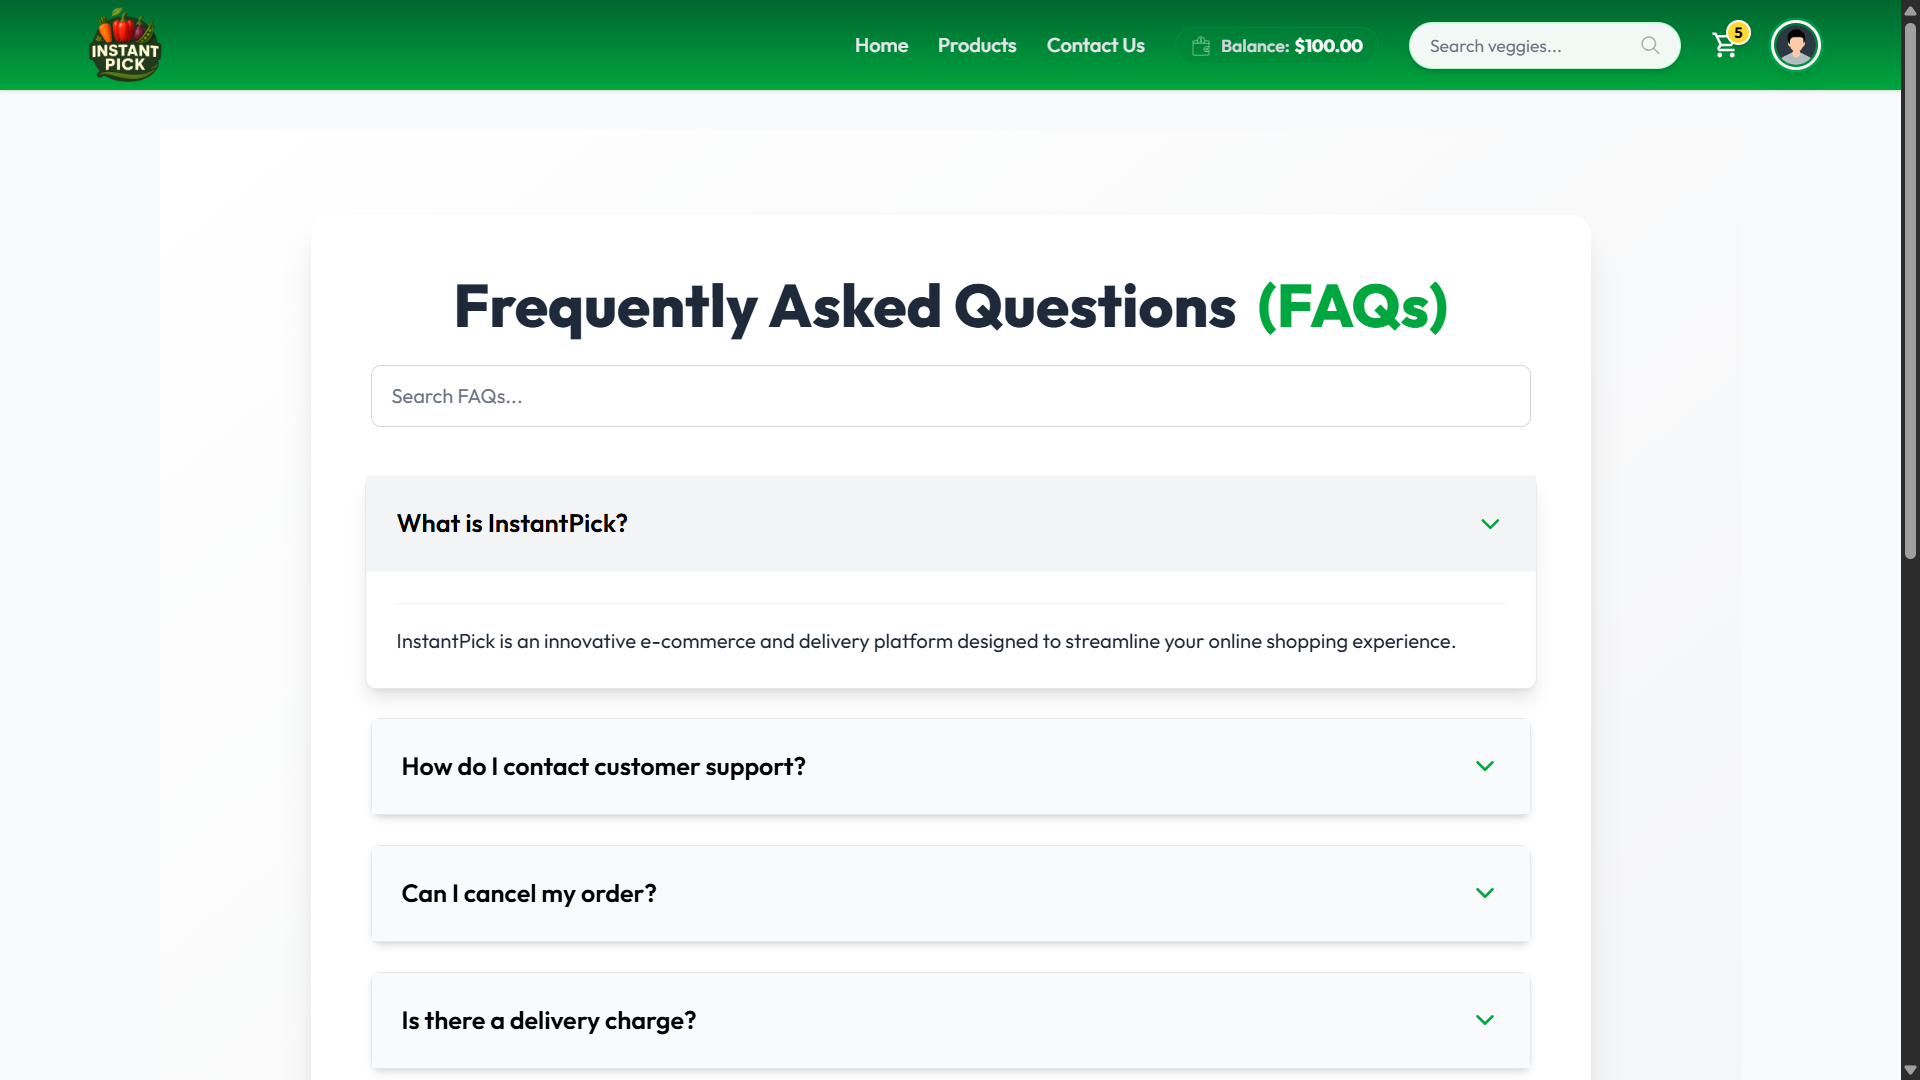 INSTANT
PICK
Home
Products
Contact Us
Balance: $100.00
Search veggies...
5
Frequently Asked Questions (FAQs)
Search FAQs...
What is InstantPick?
InstantPick is an innovative e-commerce and delivery platform designed to streamline your online shopping experience.
How do I contact customer support?
Can I cancel my order?
Is there a delivery charge?